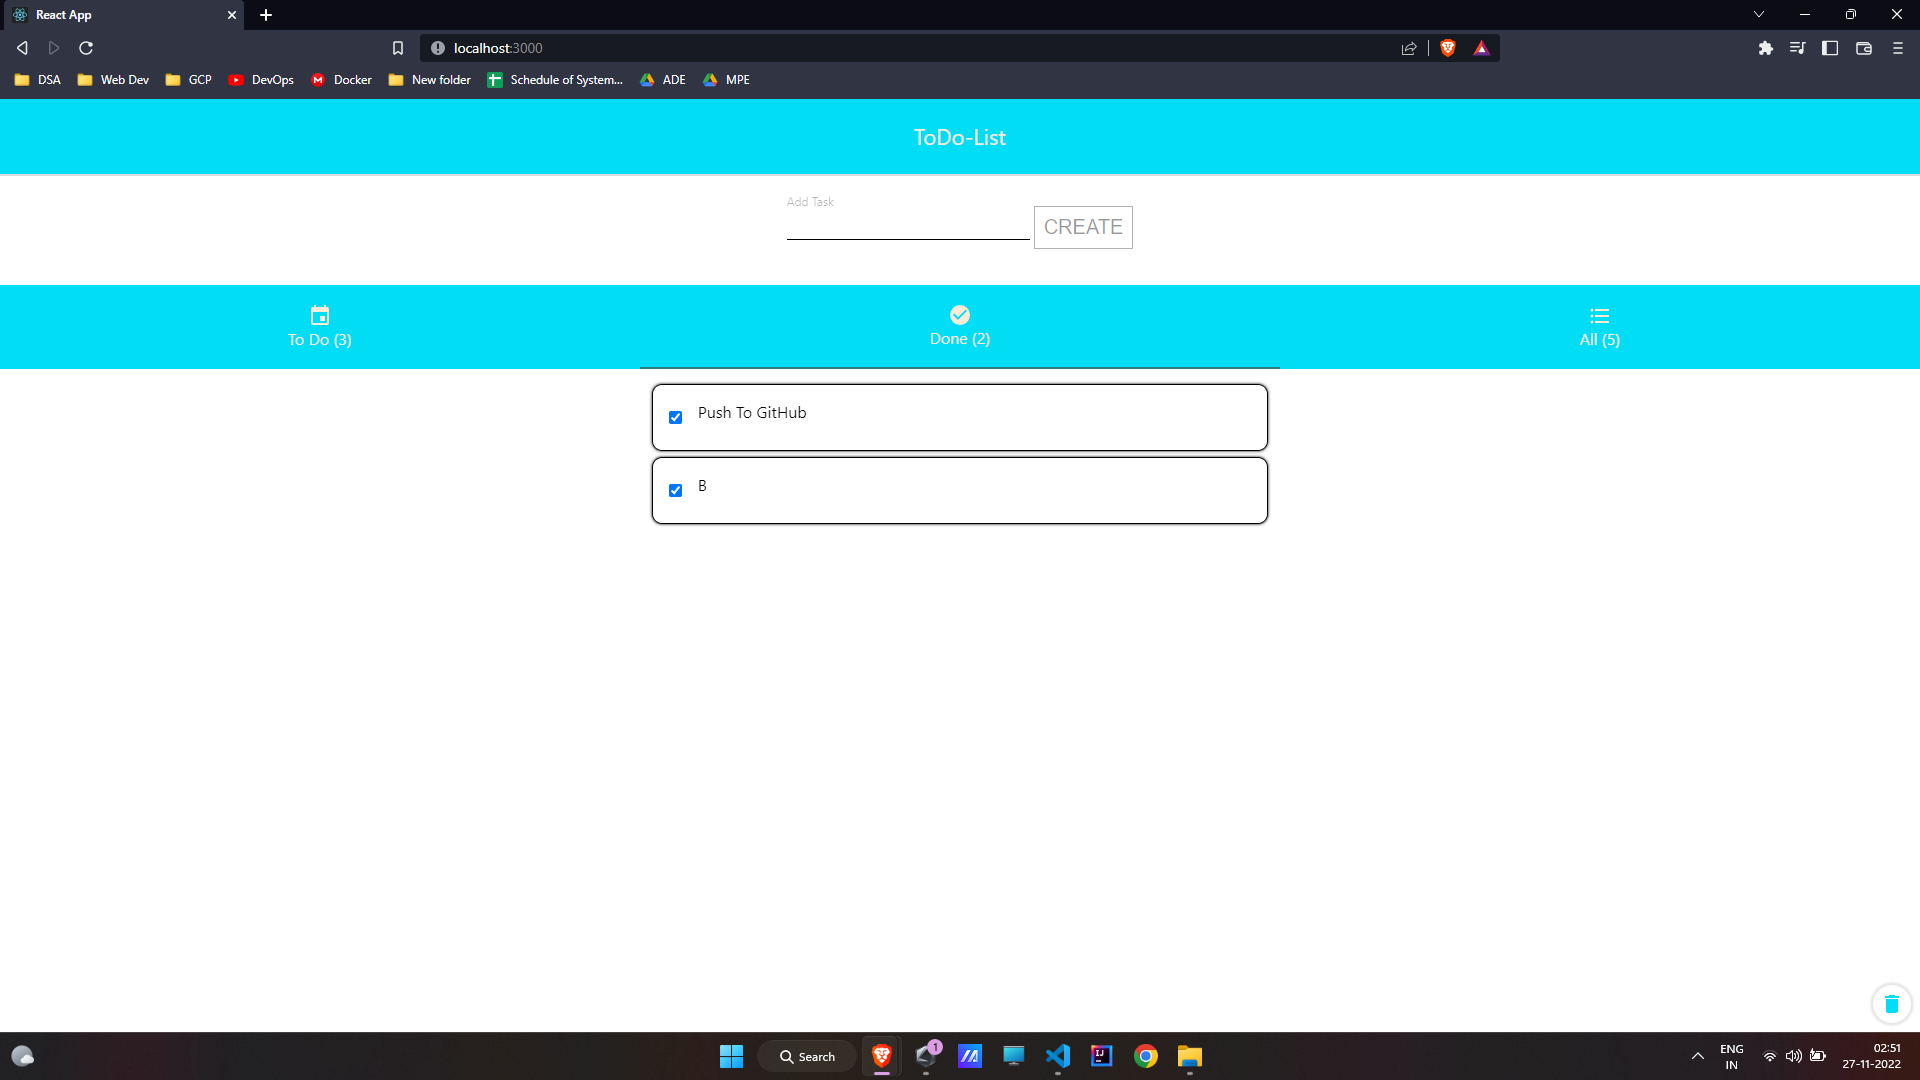 React App
localhost:3000
DSA Web Dev GCP DevOps Docker New folder Schedule of System... ADE MPE
ToDo-List
Add Task
CREATE
To Do (3) Done (2) All (5)
Push To GitHub
B
Search
1
IJ
ENG
IN
02:51
27-11-2022